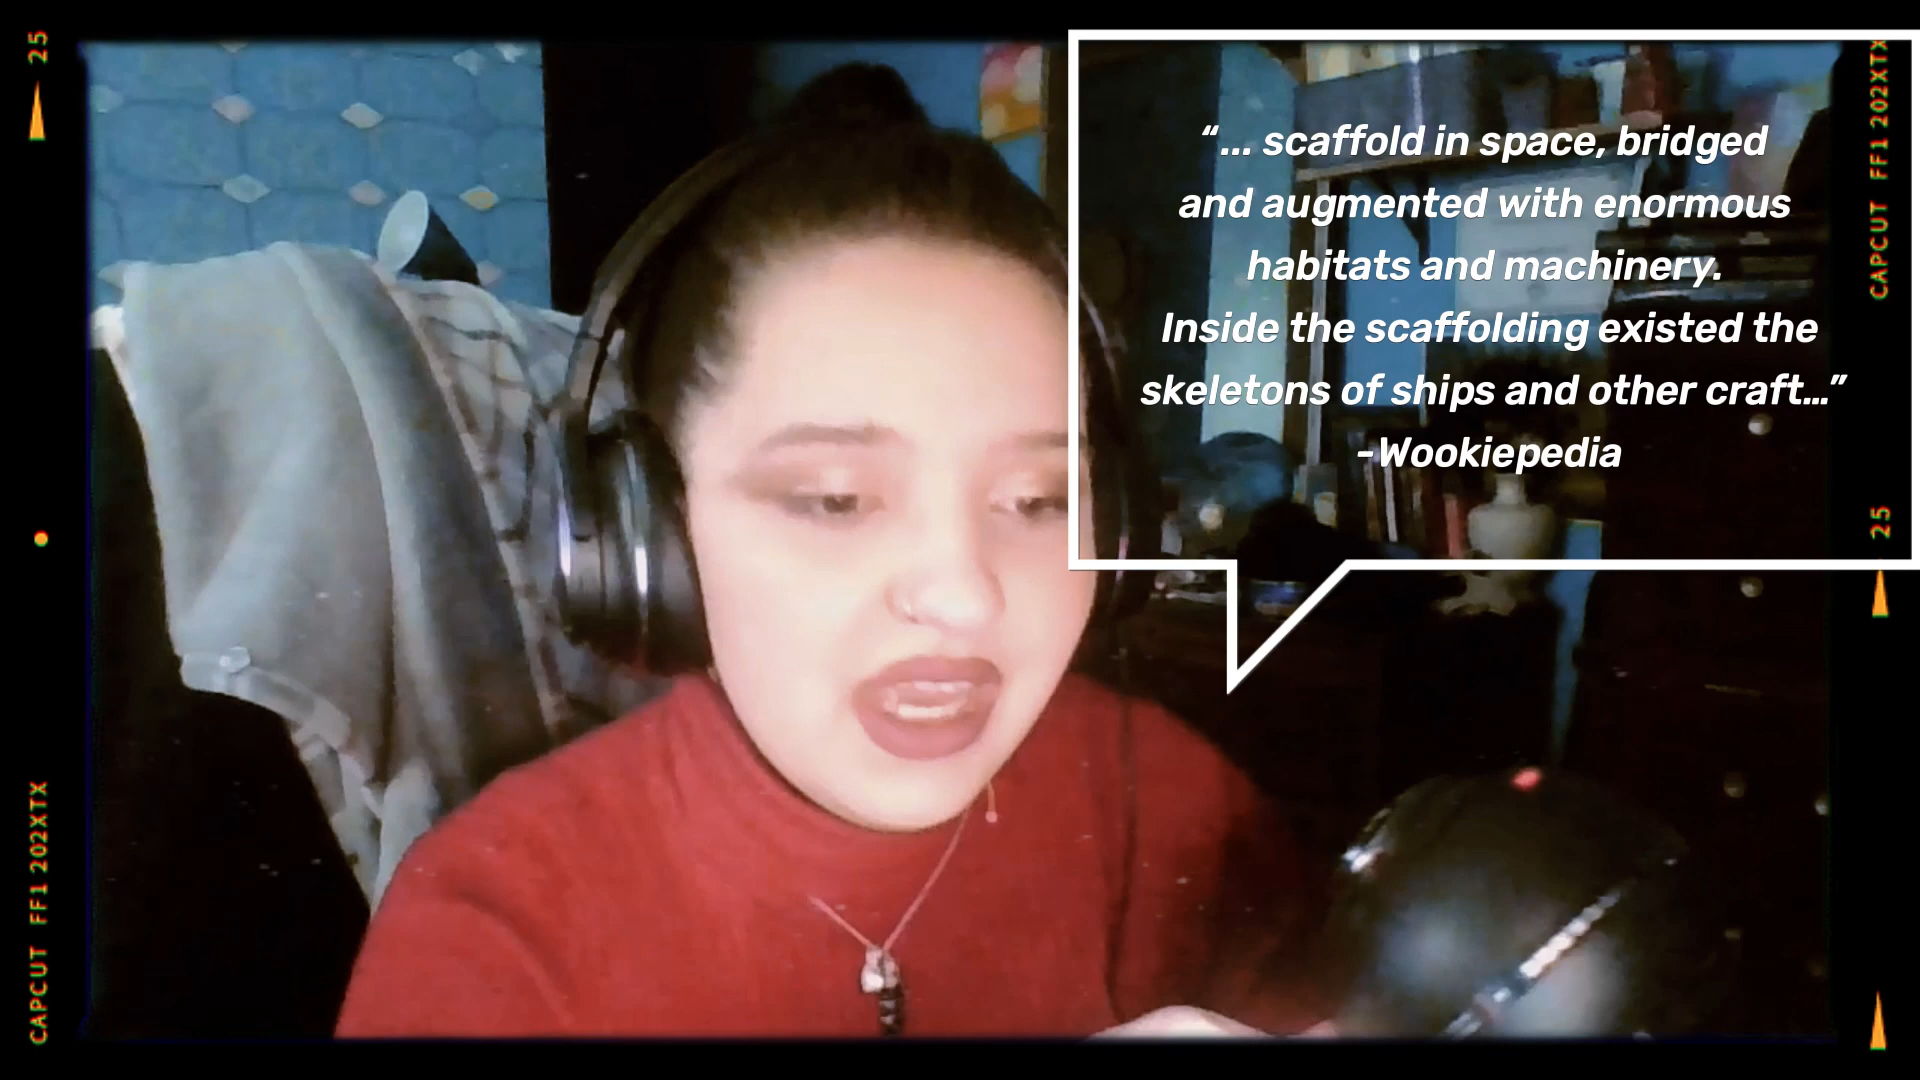 25
CAPCUT FF1 202XTX
“... scaffold in space, bridged
and augmented with enormous
habitats and machinery.
Inside the scaffolding existed the
skeletons of ships and other craft...”
-Wookiepedia
CAPCUT FF1 202XTX
25